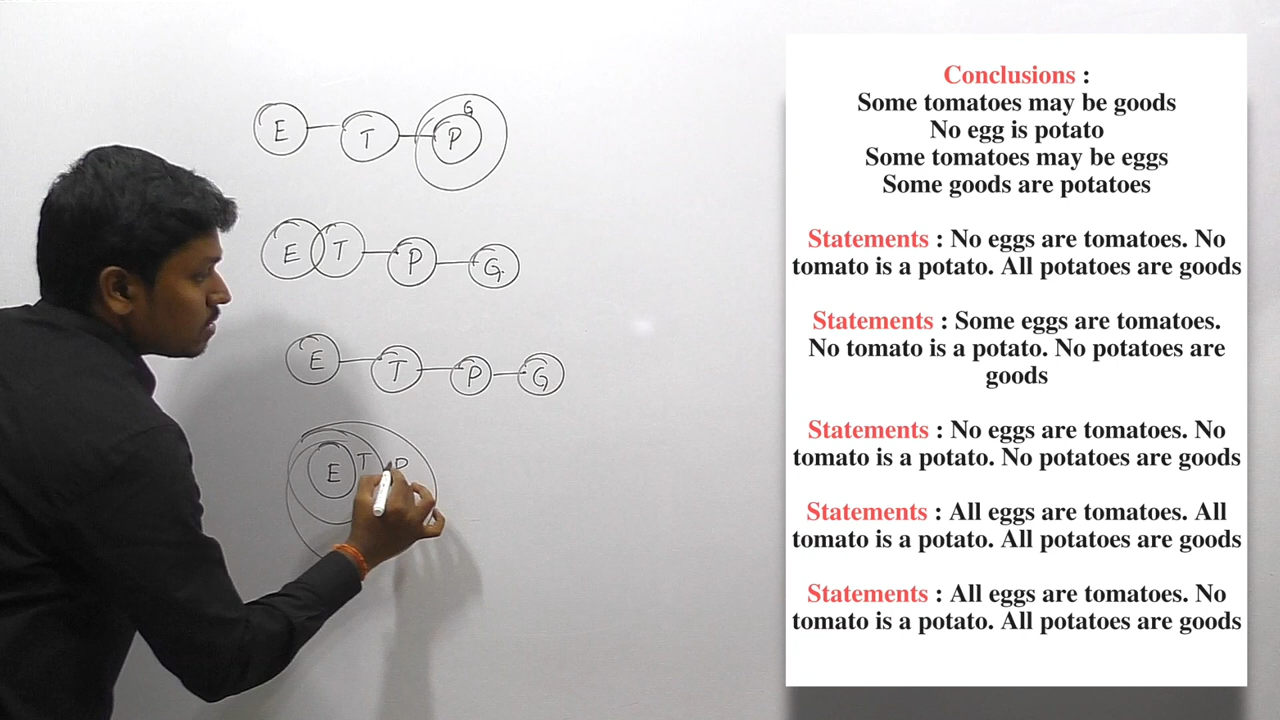 E T P G
E T P G
E T P G
E T P
Conclusions :
Some tomatoes may be goods
No egg is potato
Some tomatoes may be eggs
Some goods are potatoes
Statements : No eggs are tomatoes. No
tomato is a potato. All potatoes are goods
Statements : Some eggs are tomatoes.
No tomato is a potato. No potatoes are
goods
Statements : No eggs are tomatoes. No
tomato is a potato. No potatoes are goods
Statements : All eggs are tomatoes. All
tomato is a potato. All potatoes are goods
Statements : All eggs are tomatoes. No
tomato is a potato. All potatoes are goods